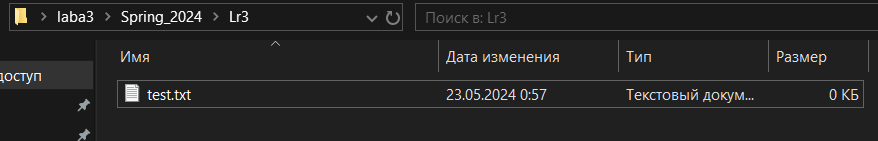 laba3 > Spring_2024 > Lr3
Поиск в: Lr3
Имя
Дата изменения
Тип
Размер
доступ
test.txt
23.05.2024 0:57
Текстовый докум...
0 КБ